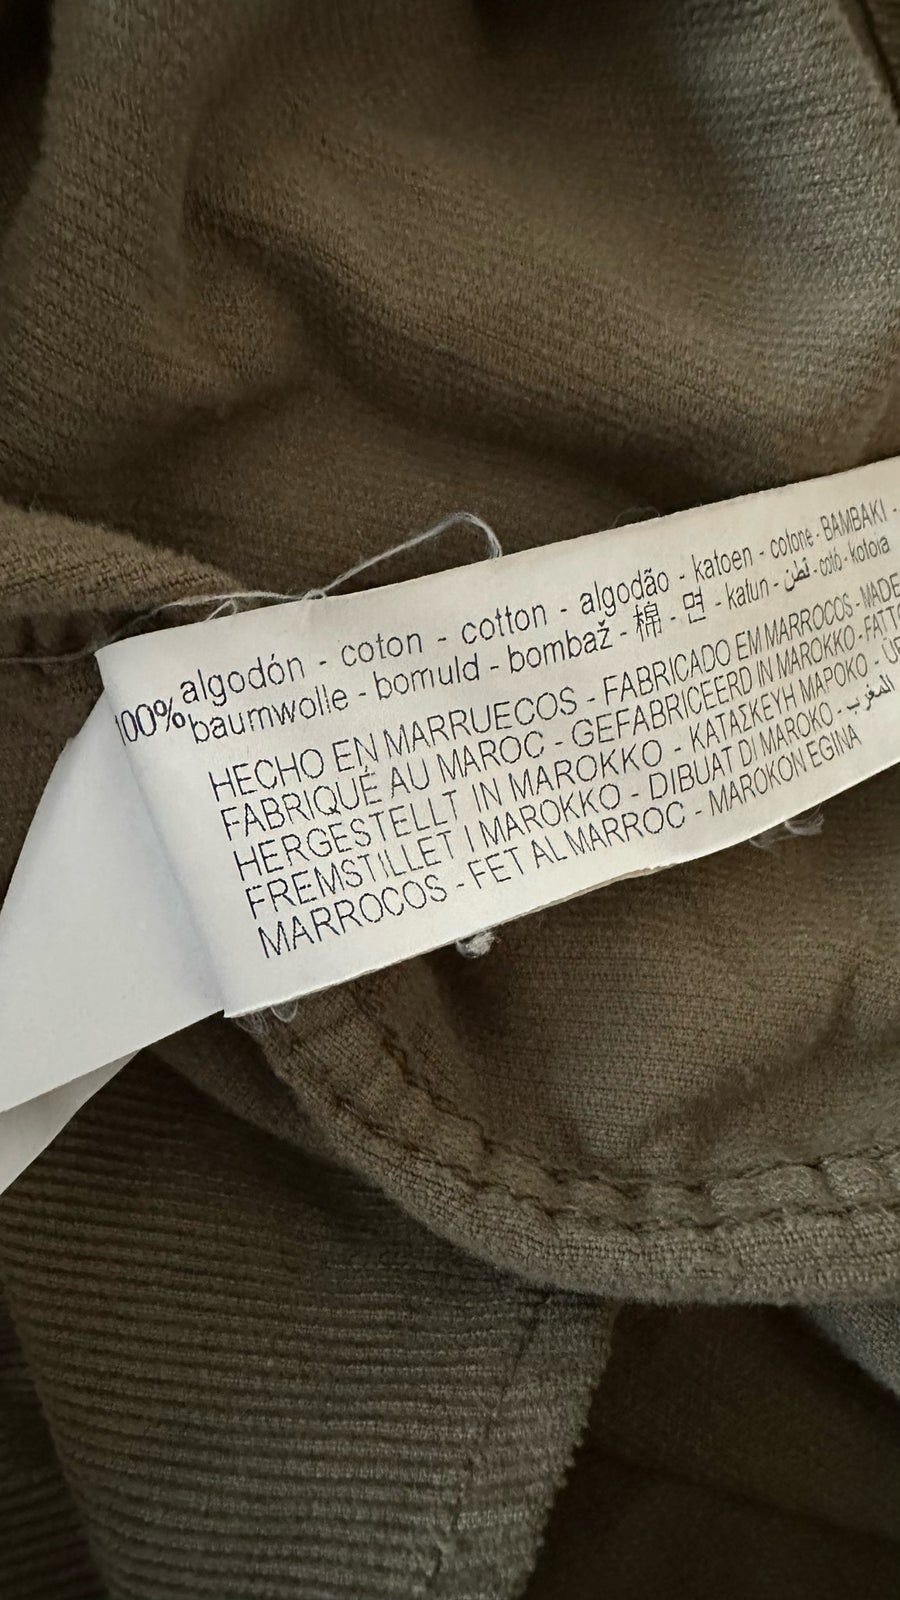 100% algodón - coton - cotton - algodão - katoen - cotone - BAMBAKI -
baumwolle - bomuld - bombaž - 棉 - 면 - katun - قطن - cotó - kotoia
HECHO EN MARRUECOS - FABRICADO EM MARROCOS - MADE
FABRIQUÉ AU MAROC - GEFABRICEERD IN MAROKKO - FATTO
HERGESTELLT IN MAROKKO - ΚΑΤΑΣΚΕΥΗ ΜΑΡΟΚΟ -
FREMSTILLET I MAROKKO - DIBUAT DI MAROKO - المغرب
MARROCOS - FET AL MARROC - MAROKON EGINA